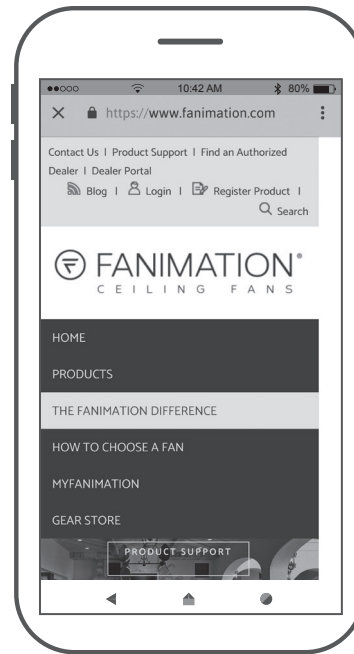 10:42 AM 80%
https://www.fanimation.com
Contact Us I Product Support I Find an Authorized
Dealer I Dealer Portal
Blog I Login I Register Product I
Search
FANIMATION®
CEILING FANS
HOME
PRODUCTS
THE FANIMATION DIFFERENCE
HOW TO CHOOSE A FAN
MYFANIMATION
GEAR STORE
PRODUCT SUPPORT